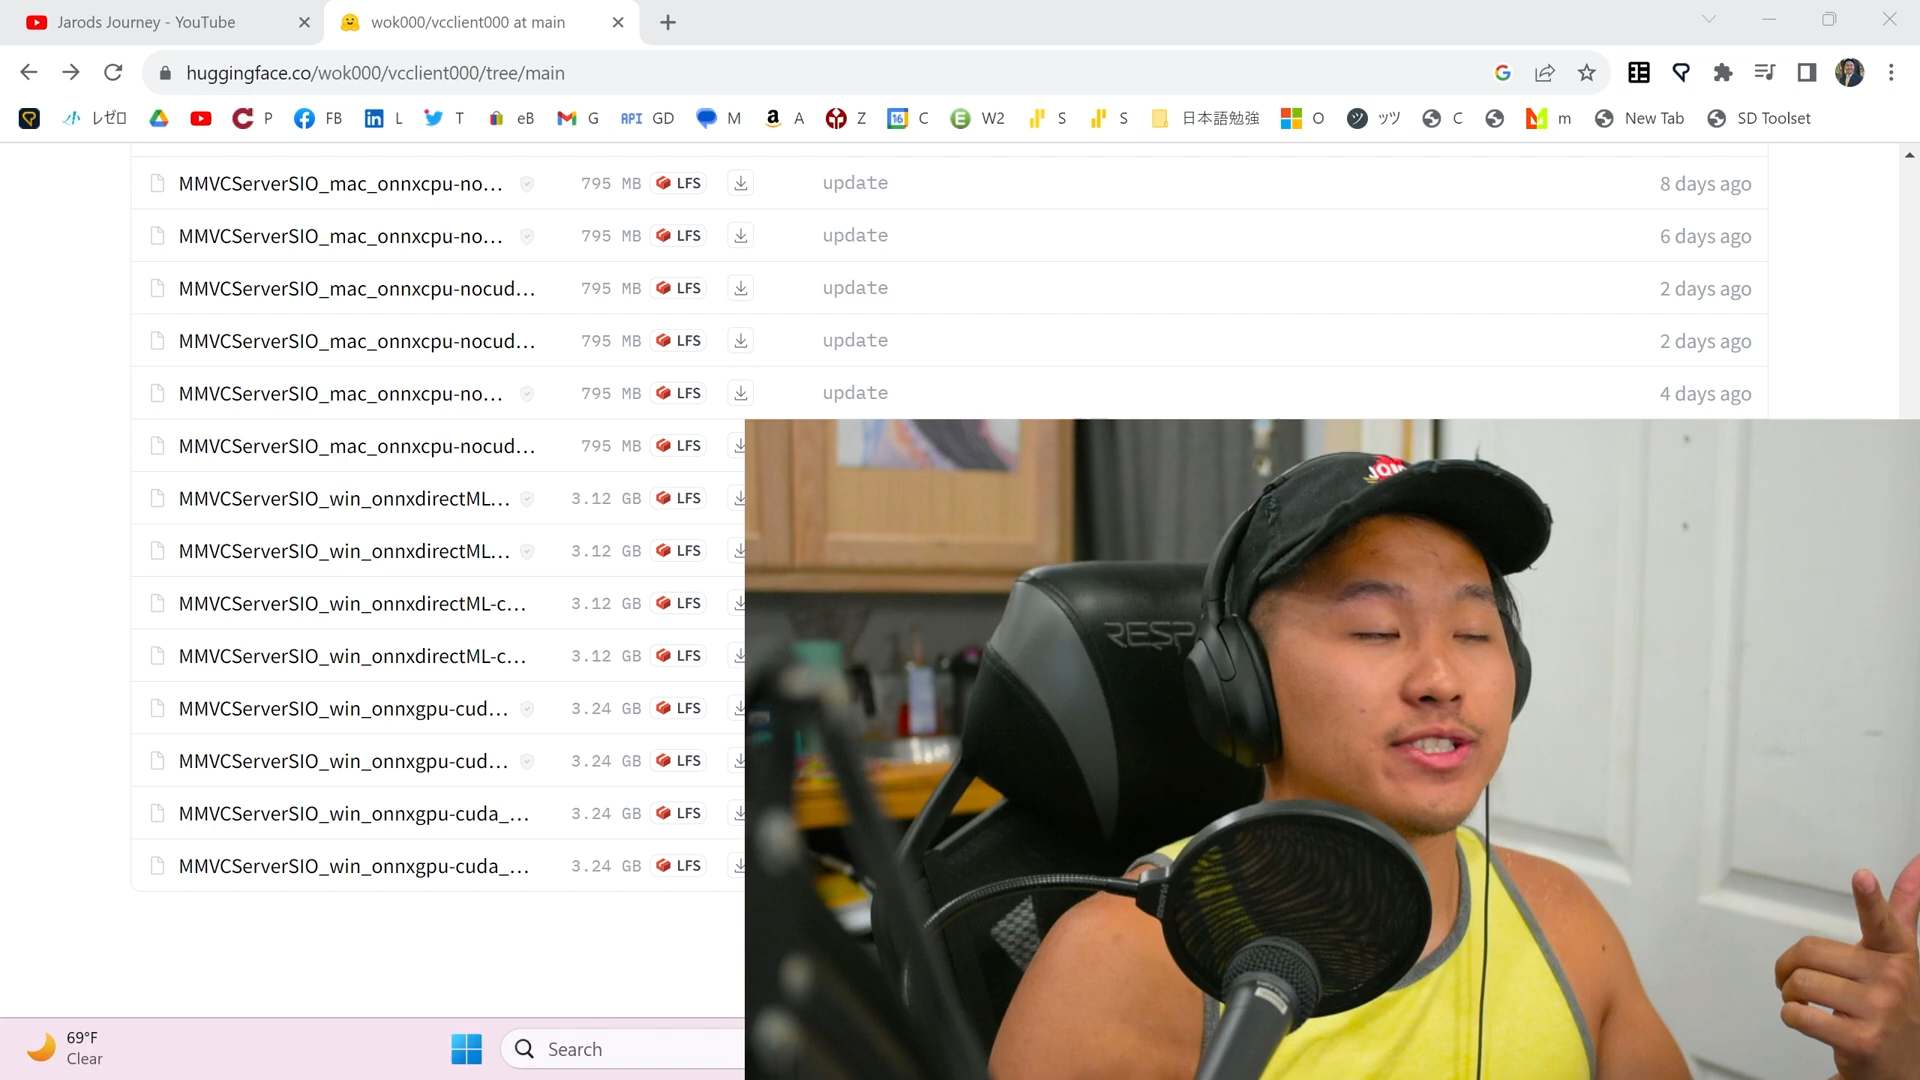 Jarods Journey - YouTube
wok000/vcclient000 at main
huggingface.co/wok000/vcclient000/tree/main
レゼロ P FB L T eB G API GD M A Z 16 C E W2 S S 日本語勉強 O ツ ッツ C m New Tab SD Toolset
MMVCServerSIO_mac_onnxcpu-no... 795 MB LFS update 8 days ago
MMVCServerSIO_mac_onnxcpu-no... 795 MB LFS update 6 days ago
MMVCServerSIO_mac_onnxcpu-nocud... 795 MB LFS update 2 days ago
MMVCServerSIO_mac_onnxcpu-nocud... 795 MB LFS update 2 days ago
MMVCServerSIO_mac_onnxcpu-no... 795 MB LFS update 4 days ago
MMVCServerSIO_mac_onnxcpu-nocud... 795 MB LFS
MMVCServerSIO_win_onnxdirectML... 3.12 GB LFS
MMVCServerSIO_win_onnxdirectML... 3.12 GB LFS
MMVCServerSIO_win_onnxdirectML-c... 3.12 GB LFS
MMVCServerSIO_win_onnxdirectML-c... 3.12 GB LFS
MMVCServerSIO_win_onnxgpu-cud... 3.24 GB LFS
MMVCServerSIO_win_onnxgpu-cud... 3.24 GB LFS
MMVCServerSIO_win_onnxgpu-cuda_... 3.24 GB LFS
MMVCServerSIO_win_onnxgpu-cuda_... 3.24 GB LFS
RESP
69°F
Clear
Search